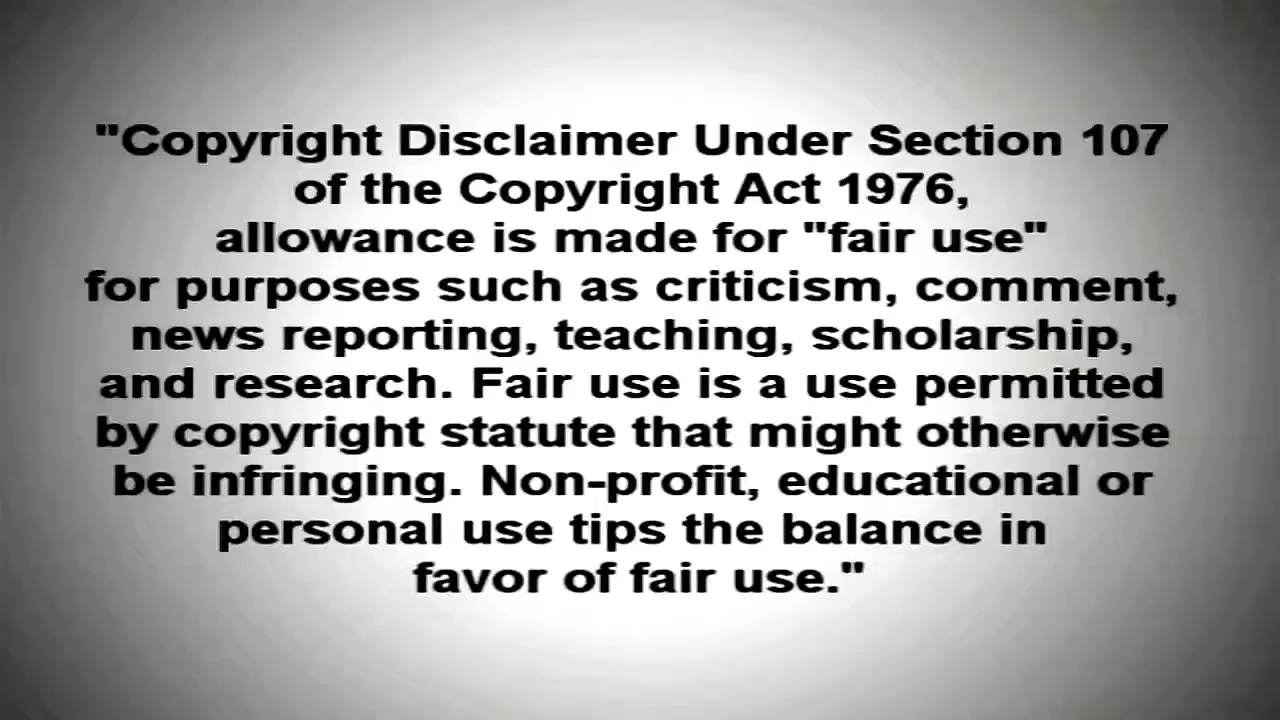 "Copyright Disclaimer Under Section 107
of the Copyright Act 1976,
allowance is made for "fair use"
for purposes such as criticism, comment,
news reporting, teaching, scholarship,
and research. Fair use is a use permitted
by copyright statute that might otherwise
be infringing. Non-profit, educational or
personal use tips the balance in
favor of fair use."